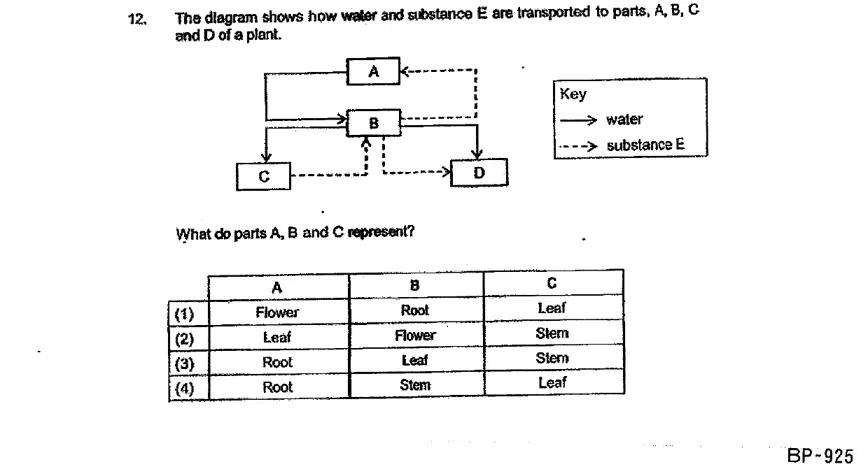 12. The diagram shows how water and substance E are transported to parts, A, B, C
and D of a plant.
A
Key
water
B
substance E
C
D
What do parts A, B and C represent?
A B C
(1) Flower Root Leaf
(2) Leaf Flower Stem
(3) Root Leaf Stem
(4) Root Stem Leaf
BP-925